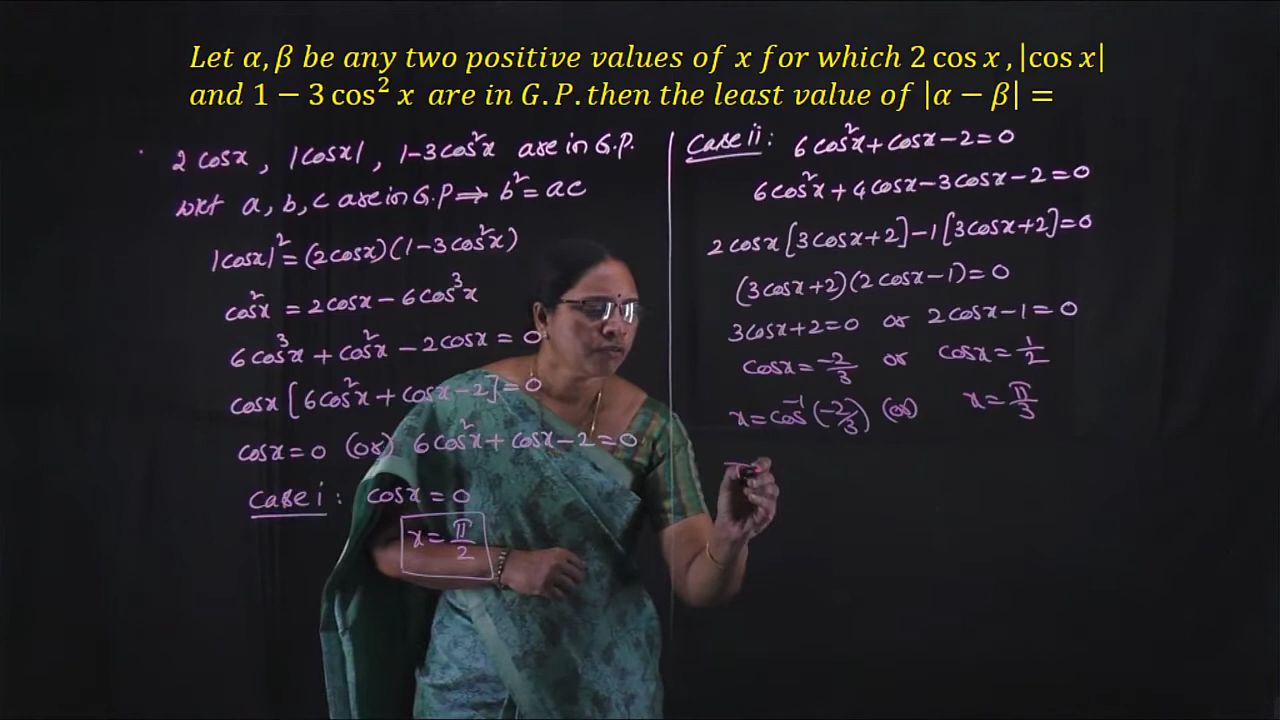 Let α, β be any two positive values of x for which 2 cos x , |cos x|
and 1 − 3 cos² x are in G.P. then the least value of |α − β| =
2 cosx , |cosx| , 1-3cos²x are in G.P.
wkt a, b, c are in G.P ⟹ b² = ac
|cosx|² = (2cosx)(1-3cos²x)
cos²x = 2cosx - 6cos³x
6cos³x + cos²x - 2cosx = 0
cosx [6cos²x + cosx - 2] = 0
cosx = 0 (or) 6cos²x + cosx - 2 = 0
Case i : cosx = 0
x = π/2
Case ii : 6cos²x + cosx - 2 = 0
6cos²x + 4cosx - 3cosx - 2 = 0
2cosx [3cosx+2] - 1 [3cosx+2] = 0
(3cosx+2)(2cosx-1) = 0
3cosx+2=0 or 2cosx-1=0
cosx = -2/3 or cosx = 1/2
x = cos⁻¹(-2/3) (or) x = π/3